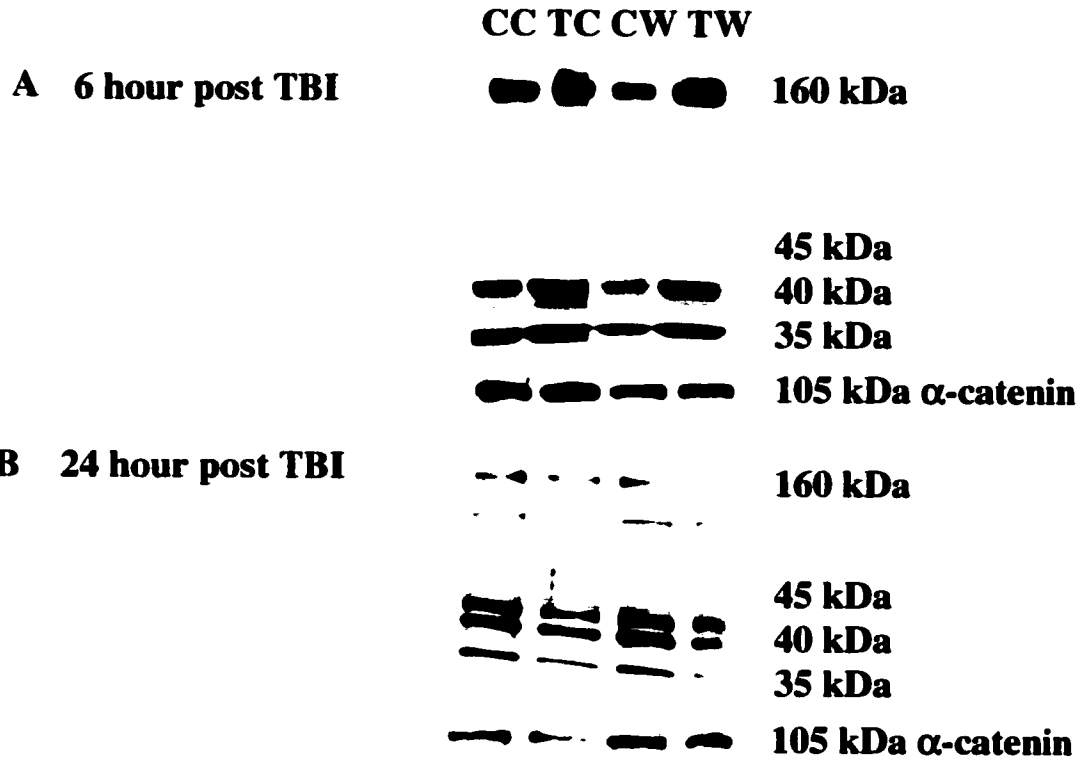 CC TC CW TW
A 6 hour post TBI 160 kDa
45 kDa
40 kDa
35 kDa
105 kDa α-catenin
B 24 hour post TBI 160 kDa
45 kDa
40 kDa
35 kDa
105 kDa α-catenin